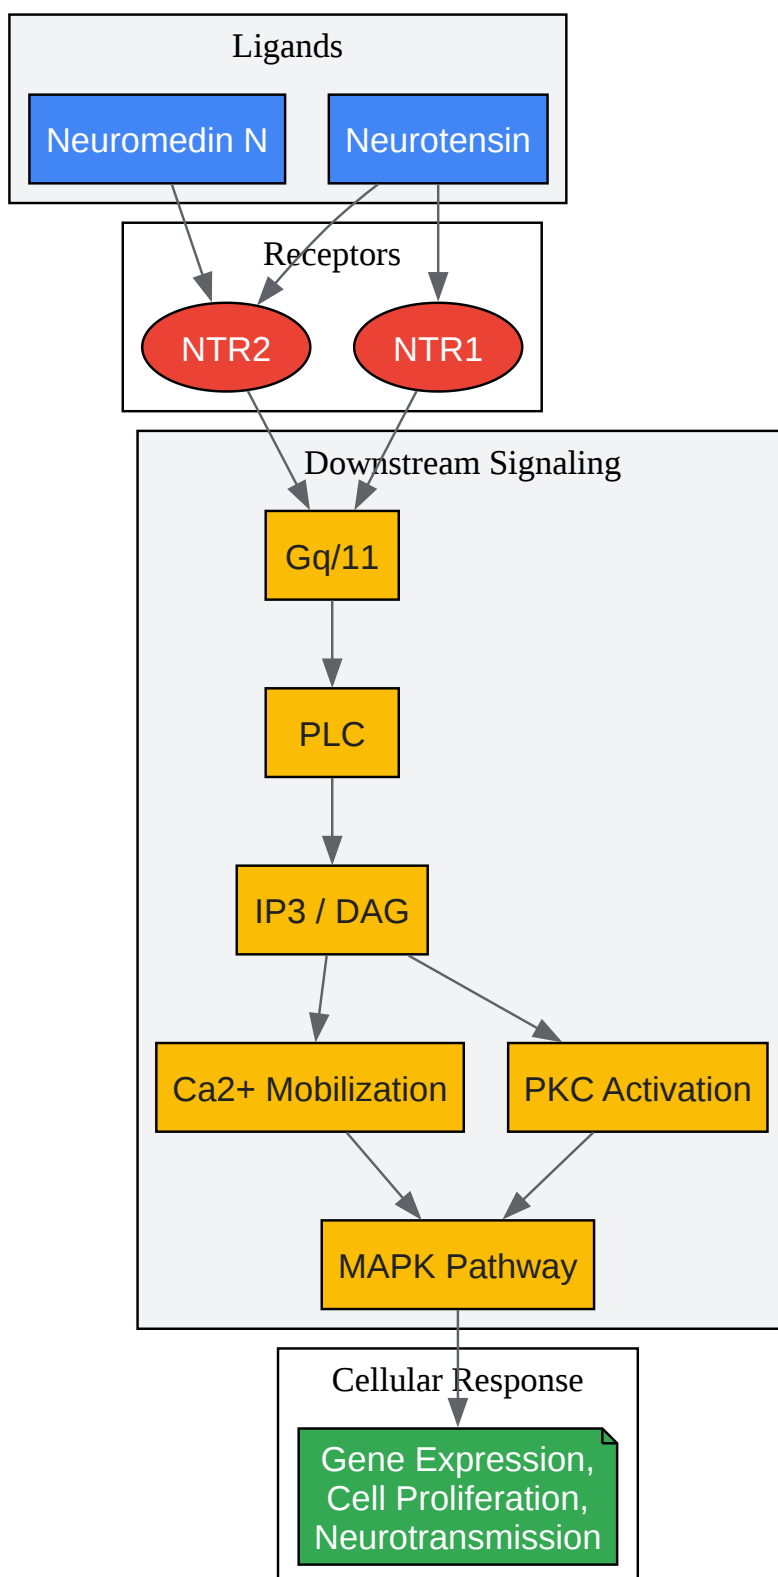 Ligands
Neuromedin N
Neurotensin
Receptors
NTR2
NTR1
Downstream Signaling
Gq/11
PLC
IP3 / DAG
Ca2+ Mobilization
PKC Activation
MAPK Pathway
Cellular Response
Gene Expression,
Cell Proliferation,
Neurotransmission